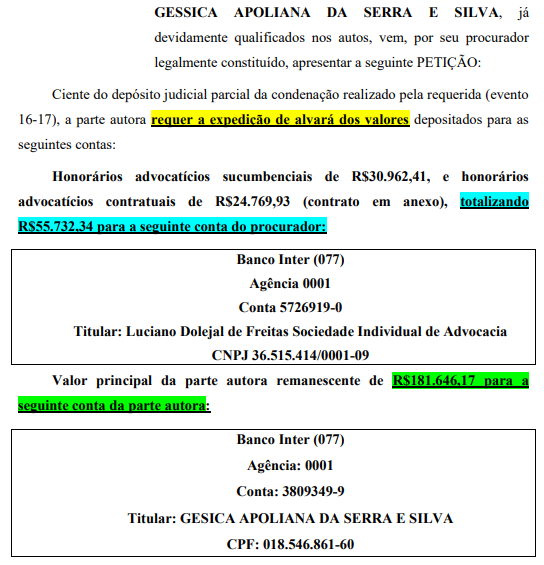 GESSICA APOLIANA DA SERRA E SILVA, já
devidamente qualificados nos autos, vem, por seu procurador
legalmente constituído, apresentar a seguinte PETIÇÃO:
Ciente do depósito judicial parcial da condenação realizado pela requerida (evento
16-17), a parte autora requer a expedição de alvará dos valores depositados para as
seguintes contas:
Honorários advocatícios sucumbenciais de R$30.962,41, e honorários
advocatícios contratuais de R$24.769,93 (contrato em anexo), totalizando
R$55.732,34 para a seguinte conta do procurador:
Banco Inter (077)
Agência 0001
Conta 5726919-0
Titular: Luciano Dolejal de Freitas Sociedade Individual de Advocacia
CNPJ 36.515.414/0001-09
Valor principal da parte autora remanescente de R$181.646,17 para a
seguinte conta da parte autora:
Banco Inter (077)
Agência: 0001
Conta: 3809349-9
Titular: GESICA APOLIANA DA SERRA E SILVA
CPF: 018.546.861-60